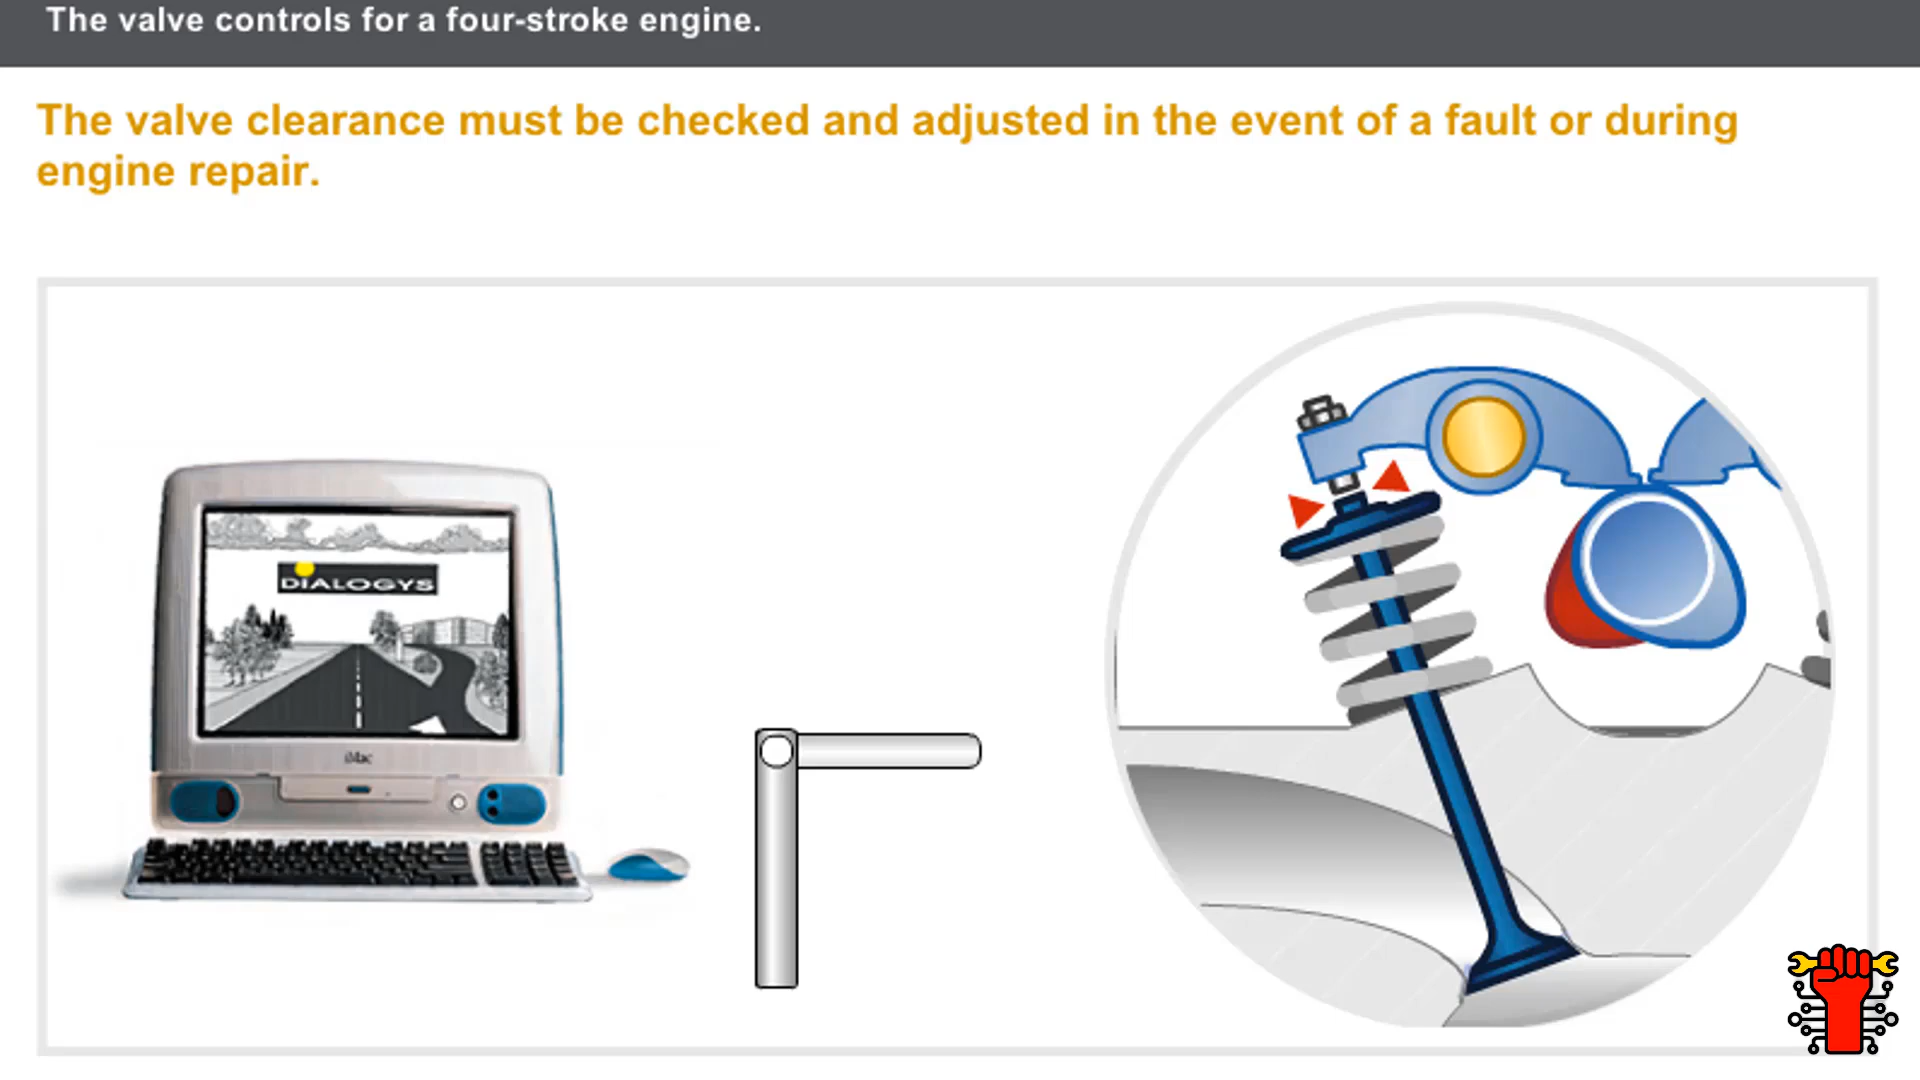 The valve controls for a four-stroke engine.
The valve clearance must be checked and adjusted in the event of a fault or during
engine repair.
DIALOGYS
iMac